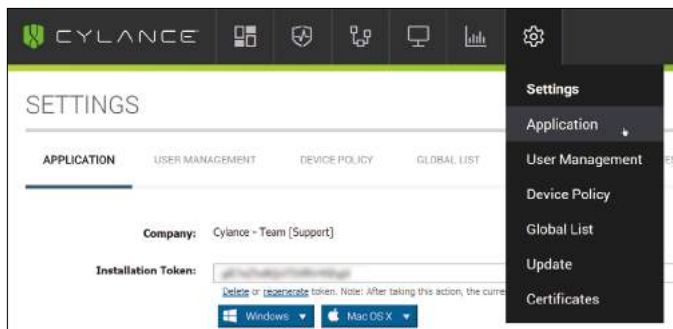 CYLANCE
Settings
SETTINGS
Application
APPLICATION USER MANAGEMENT DEVICE POLICY GLOBAL LIST
User Management
Device Policy
Company: Cylance - Team [Support]
Global List
Installation Token:
Update
Delete or regenerate token. Note: After taking this action, the curre
Certificates
Windows Mac OS X